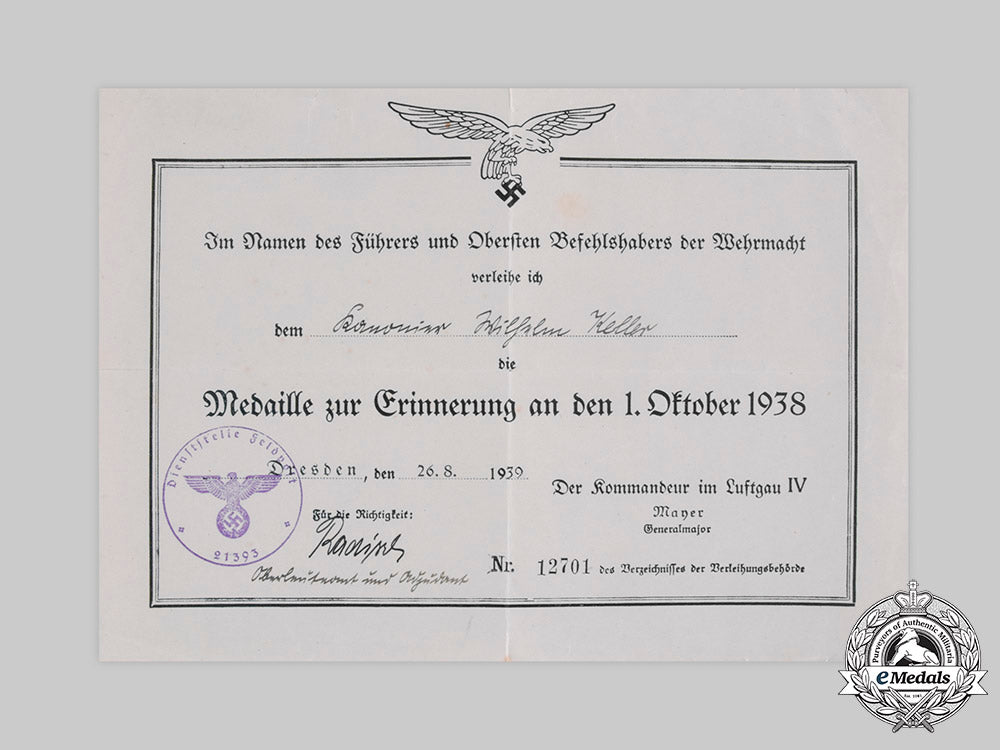 Im Namen des Führers und Obersten Befehlshabers der Wehrmacht
verleihe ich
dem Kanonier Wilhelm Keller
die
Medaille zur Erinnerung an den 1. Oktober 1938
Dresden, den 26.8. 1939
Der Kommandeur im Luftgau IV
Mayer
Generalmajor
Für die Richtigkeit:
Oberleutnant und Adjudant
Nr. 12701 des Verzeichnisses der Verleihungsbehörde
Dienststelle Feldpost
21393
Purveyors of Authentic Militaria
eMedals